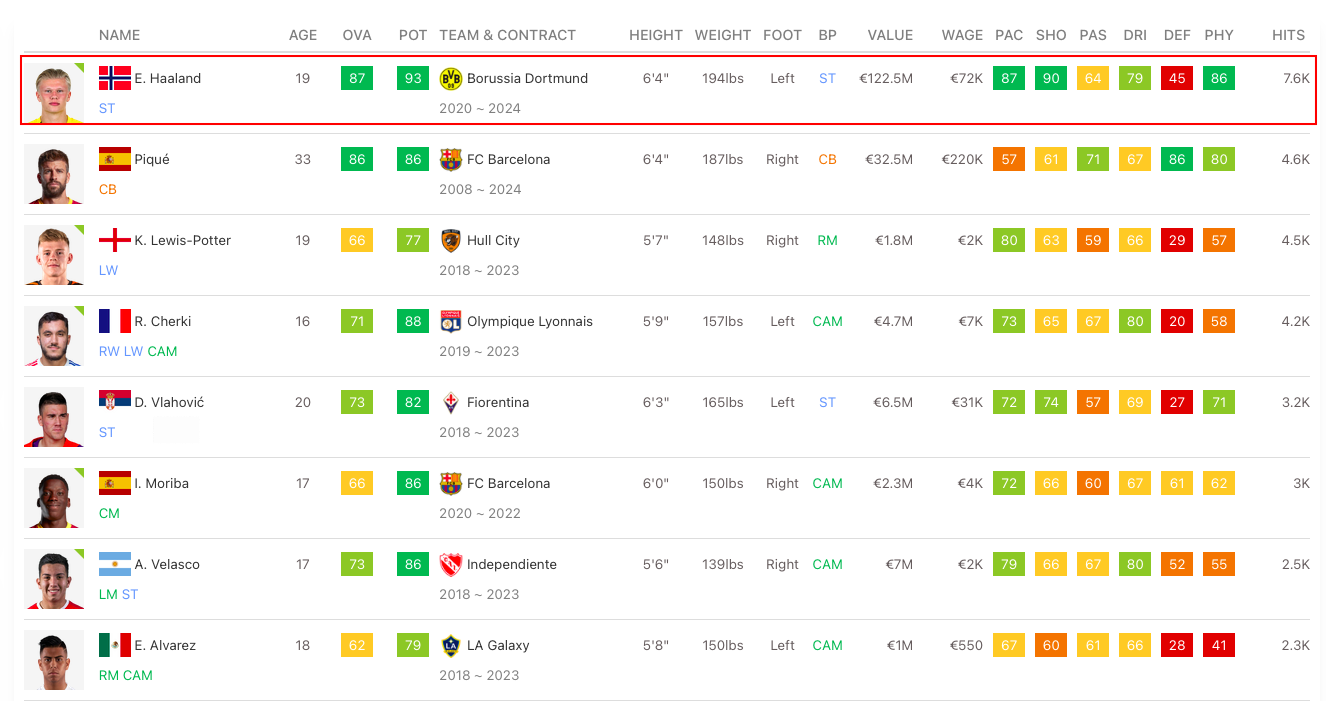 NAME AGE OVA POT TEAM & CONTRACT HEIGHT WEIGHT FOOT BP VALUE WAGE PAC SHO PAS DRI DEF PHY HITS
E. Haaland 19 87 93 Borussia Dortmund 6'4" 194lbs Left ST €122.5M €72K 87 90 64 79 45 86 7.6K
ST 2020 ~ 2024
Piqué 33 86 86 FC Barcelona 6'4" 187lbs Right CB €32.5M €220K 57 61 71 67 86 80 4.6K
CB 2008 ~ 2024
K. Lewis-Potter 19 66 77 Hull City 5'7" 148lbs Right RM €1.8M €2K 80 63 59 66 29 57 4.5K
LW 2018 ~ 2023
R. Cherki 16 71 88 Olympique Lyonnais 5'9" 157lbs Left CAM €4.7M €7K 73 65 67 80 20 58 4.2K
RW LW CAM 2019 ~ 2023
D. Vlahović 20 73 82 Fiorentina 6'3" 165lbs Left ST €6.5M €31K 72 74 57 69 27 71 3.2K
ST 2018 ~ 2023
I. Moriba 17 66 86 FC Barcelona 6'0" 150lbs Right CAM €2.3M €4K 72 66 60 67 61 62 3K
CM 2020 ~ 2022
A. Velasco 17 73 86 Independiente 5'6" 139lbs Right CAM €7M €2K 79 66 67 80 52 55 2.5K
LM ST 2018 ~ 2023
E. Alvarez 18 62 79 LA Galaxy 5'8" 150lbs Left CAM €1M €550 67 60 61 66 28 41 2.3K
RM CAM 2018 ~ 2023